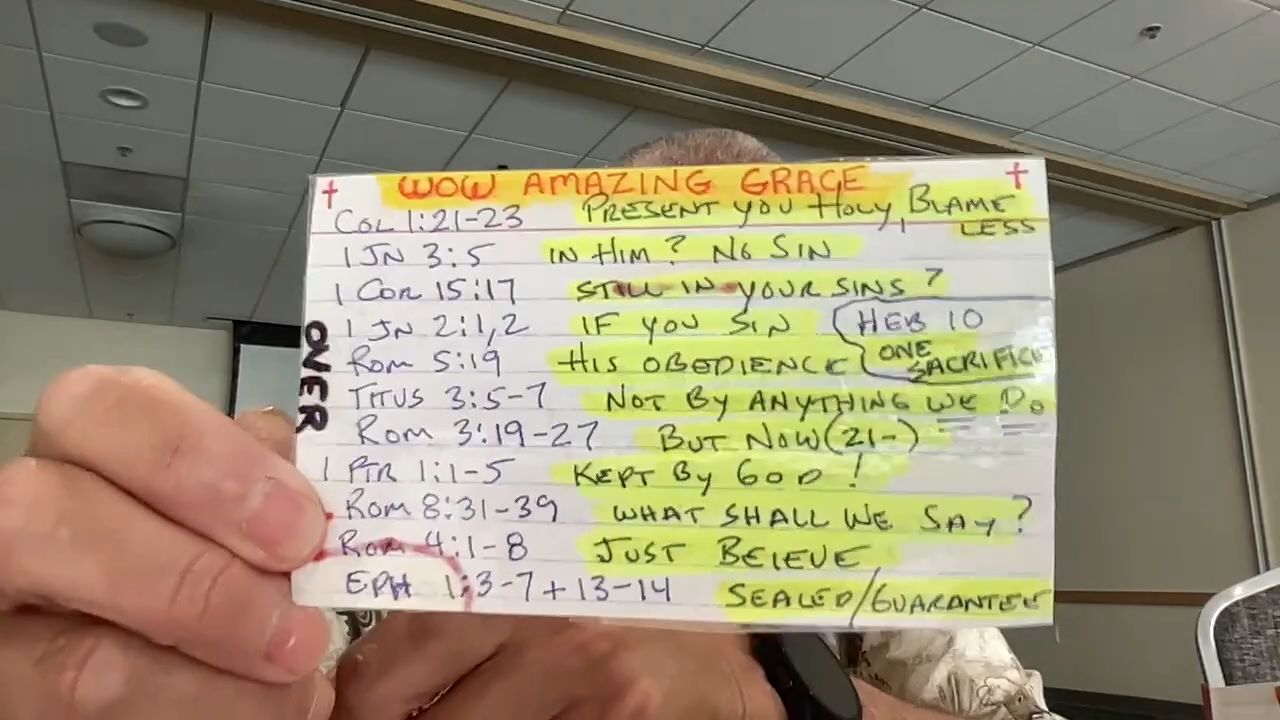 WOW AMAZING GRACE
COL 1:21-23 PRESENT YOU HOLY, BLAME
LESS
1 JN 3:5 IN HIM? NO SIN
1 COR 15:17 STILL IN YOUR SINS?
1 JN 2:1,2 IF YOU SIN HEB 10
ROM 5:19 HIS OBEDIENCE ONE
SACRIFICE
TITUS 3:5-7 NOT BY ANYTHING WE DO
ROM 3:19-27 BUT NOW (21-)
1 PTR 1:1-5 KEPT BY GOD!
ROM 8:31-39 WHAT SHALL WE SAY?
ROM 4:1-8 JUST BEIEVE
EPH 1:3-7 + 13-14 SEALED/GUARANTEE
OVER